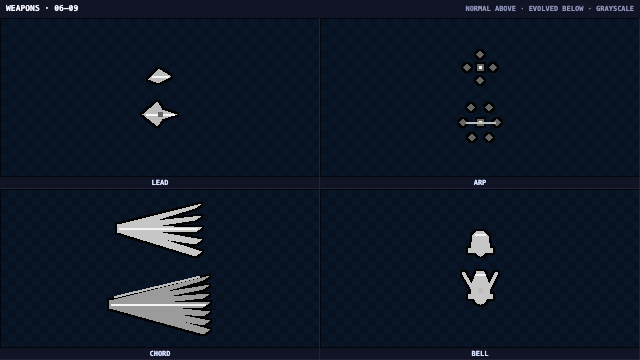 WEAPONS · 06–09
NORMAL ABOVE · EVOLVED BELOW · GRAYSCALE
LEAD
ARP
CHORD
BELL